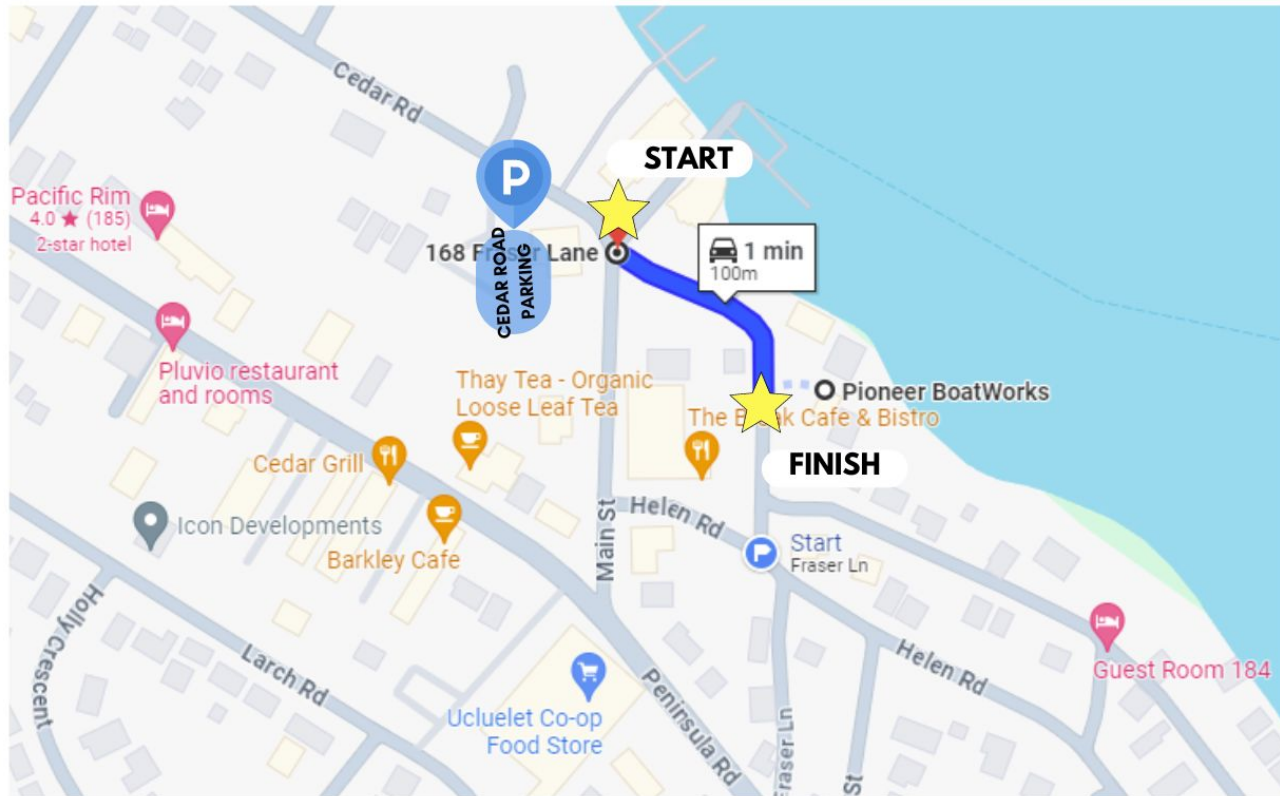 Cedar Rd
P
START
Pacific Rim
4.0 ★ (185)
2-star hotel
168 Fraser Lane
CEDAR ROAD
PARKING
1 min
100m
Pluvio restaurant
and rooms
Thay Tea - Organic
Loose Leaf Tea
Pioneer BoatWorks
The Break Cafe & Bistro
Cedar Grill
FINISH
Icon Developments
Main St
Helen Rd
Barkley Cafe
Start
Fraser Ln
Holly Crescent
Larch Rd
Helen Rd
Guest Room 184
Peninsula Rd
Ucluelet Co-op
Food Store
Fraser Ln
St